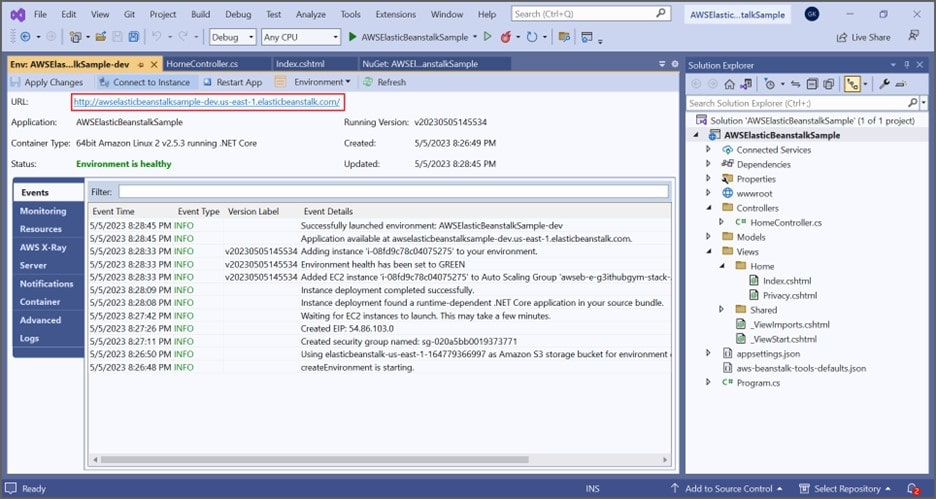 File Edit View Git Project Build Debug Test Analyze Tools Extensions Window Help Search (Ctrl+Q) AWSElastic...talkSample GK
Debug Any CPU AWSElasticBeanstalkSample Live Share
Env: AWSElas...lkSample-dev HomeController.cs Index.cshtml NuGet: AWSEl...anstalkSample
Apply Changes Connect to Instance Restart App Environment Refresh
URL: http://awselasticbeanstalksample-dev.us-east-1.elasticbeanstalk.com/
Application: AWSElasticBeanstalkSample Running Version: v20230505145534
Container Type: 64bit Amazon Linux 2 v2.5.3 running .NET Core Created: 5/5/2023 8:26:49 PM
Status: Environment is healthy Updated: 5/5/2023 8:28:45 PM
Events
Monitoring
Resources
AWS X-Ray
Server
Notifications
Container
Advanced
Logs
Filter:
Event Time Event Type Version Label Event Details
5/5/2023 8:28:45 PM INFO Successfully launched environment: AWSElasticBeanstalkSample-dev
5/5/2023 8:28:45 PM INFO Application available at awselasticbeanstalksample-dev.us-east-1.elasticbeanstalk.com.
5/5/2023 8:28:33 PM INFO v20230505145534 Adding instance 'i-08fd9c78c04075275' to your environment.
5/5/2023 8:28:33 PM INFO Environment health has been set to GREEN
5/5/2023 8:28:33 PM INFO v20230505145534 Added EC2 instance 'i-08fd9c78c04075275' to Auto Scaling Group 'awseb-e-g3ithubgym-stack-
5/5/2023 8:28:09 PM INFO Instance deployment completed successfully.
5/5/2023 8:28:08 PM INFO Instance deployment found a runtime-dependent .NET Core application in your source bundle.
5/5/2023 8:27:42 PM INFO Waiting for EC2 instances to launch. This may take a few minutes.
5/5/2023 8:27:26 PM INFO Created EIP: 54.86.103.0
5/5/2023 8:27:11 PM INFO Created security group named: sg-020a5bb0019373771
5/5/2023 8:26:50 PM INFO Using elasticbeanstalk-us-east-1-164779366997 as Amazon S3 storage bucket for environment
5/5/2023 8:26:48 PM INFO createEnvironment is starting.
Solution Explorer
Search Solution Explorer (Ctrl+;)
Solution 'AWSElasticBeanstalkSample' (1 of 1 project)
AWSElasticBeanstalkSample
Connected Services
Dependencies
Properties
wwwroot
Controllers
C# HomeController.cs
Models
Views
Home
Index.cshtml
Privacy.cshtml
Shared
_ViewImports.cshtml
_ViewStart.cshtml
appsettings.json
aws-beanstalk-tools-defaults.json
C# Program.cs
Ready INS Add to Source Control Select Repository 2